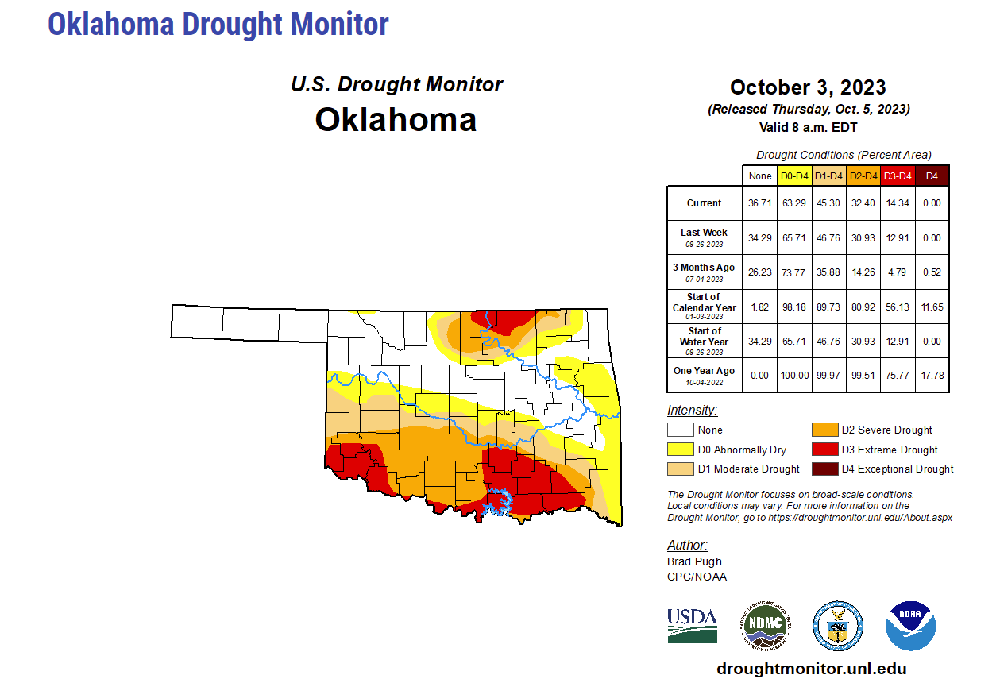 Oklahoma Drought Monitor
U.S. Drought Monitor
Oklahoma
October 3, 2023
(Released Thursday, Oct. 5, 2023)
Valid 8 a.m. EDT
Drought Conditions (Percent Area)
None D0-D4 D1-D4 D2-D4 D3-D4 D4
Current 36.71 63.29 45.30 32.40 14.34 0.00
Last Week
09-26-2023 34.29 65.71 46.76 30.93 12.91 0.00
3 Months Ago
07-04-2023 26.23 73.77 35.88 14.26 4.79 0.52
Start of
Calendar Year
01-03-2023 1.82 98.18 89.73 80.92 56.13 11.65
Start of
Water Year
09-26-2023 34.29 65.71 46.76 30.93 12.91 0.00
One Year Ago
10-04-2022 0.00 100.00 99.97 99.51 75.77 17.78
Intensity:
None
D0 Abnormally Dry
D1 Moderate Drought
D2 Severe Drought
D3 Extreme Drought
D4 Exceptional Drought
The Drought Monitor focuses on broad-scale conditions.
Local conditions may vary. For more information on the
Drought Monitor, go to https://droughtmonitor.unl.edu/About.aspx
Author:
Brad Pugh
CPC/NOAA
USDA
NDMC
NOAA
droughtmonitor.unl.edu